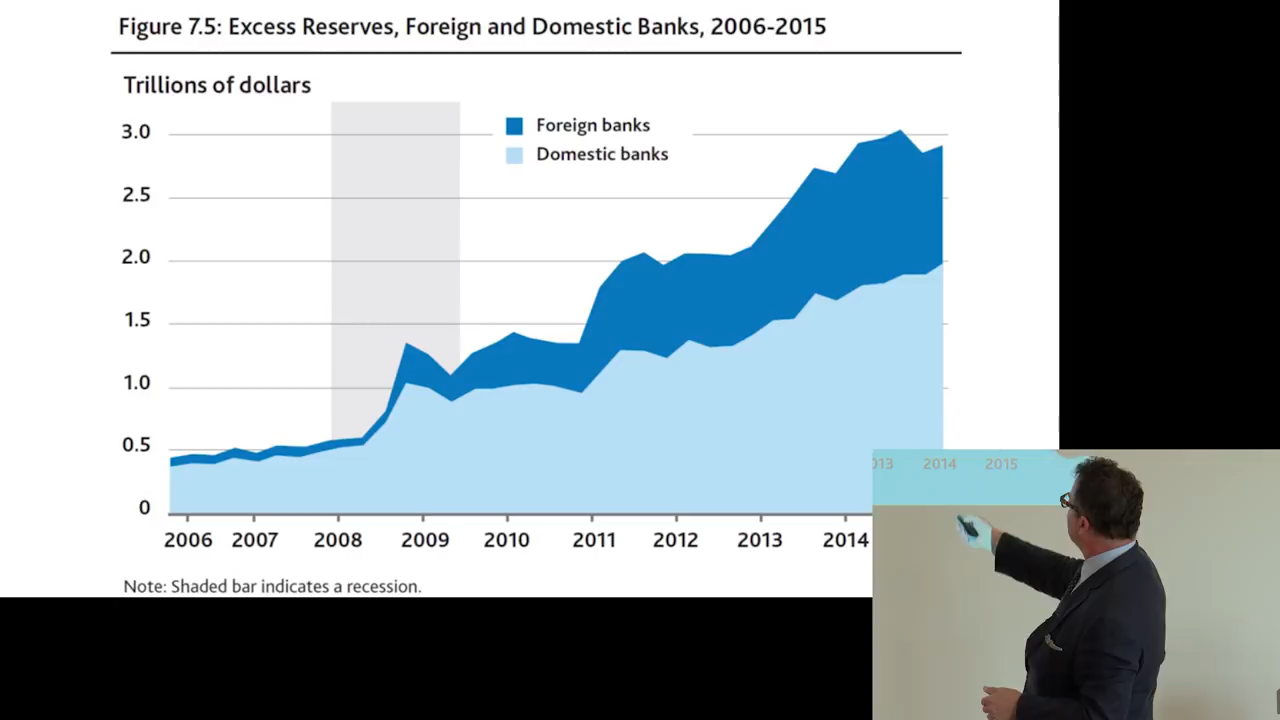 Figure 7.5: Excess Reserves, Foreign and Domestic Banks, 2006-2015
Trillions of dollars
Foreign banks
Domestic banks
3.0
2.5
2.0
1.5
1.0
0.5
0
2006 2007 2008 2009 2010 2011 2012 2013 2014
Note: Shaded bar indicates a recession.
013 2014 2015